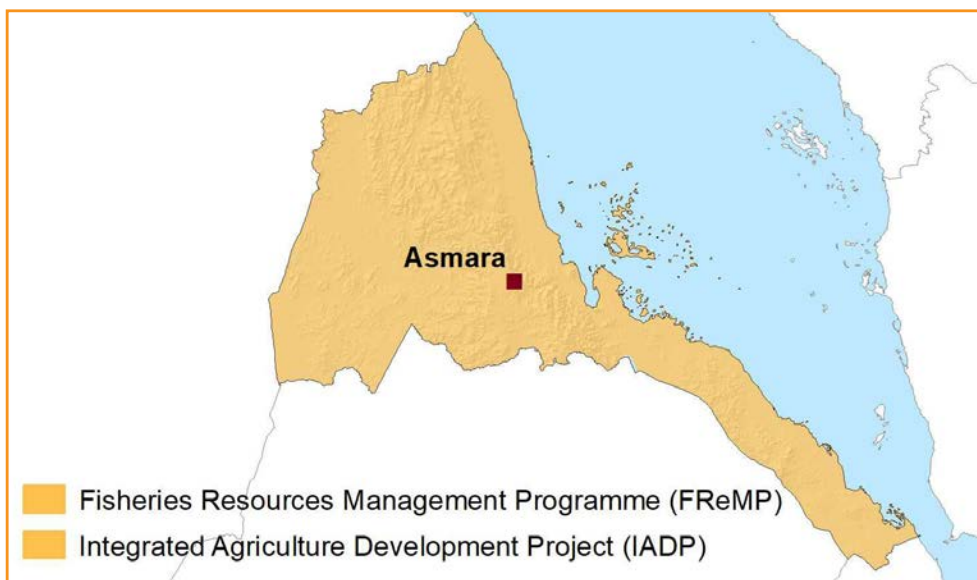 Asmara
Fisheries Resources Management Programme (FReMP)
Integrated Agriculture Development Project (IADP)